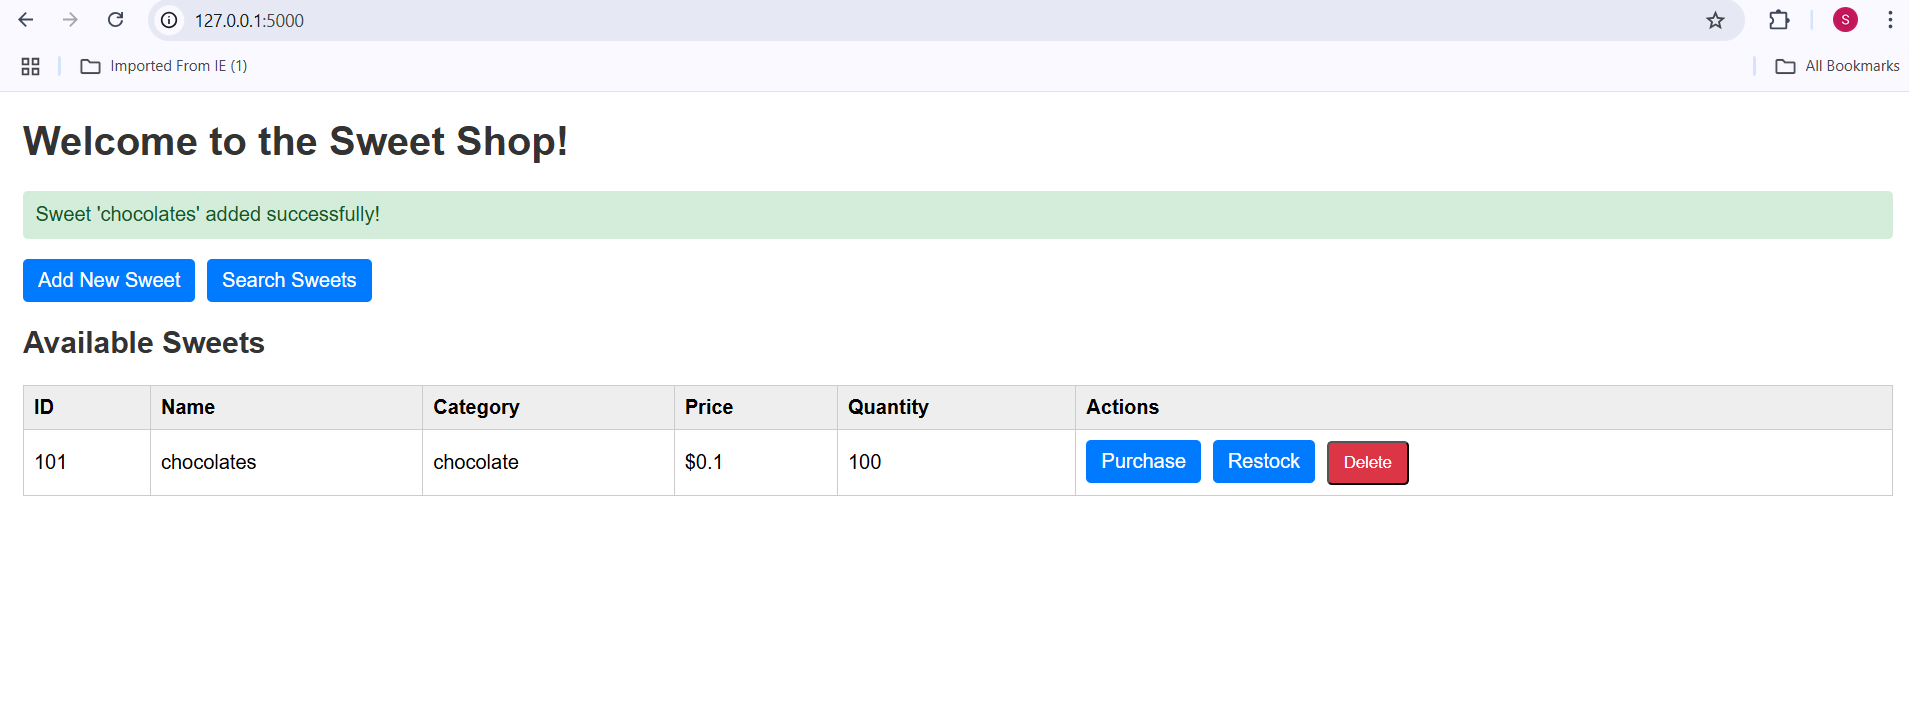 127.0.0.1:5000
S
Imported From IE (1)
All Bookmarks
Welcome to the Sweet Shop!
Sweet 'chocolates' added successfully!
Add New Sweet Search Sweets
Available Sweets
ID Name Category Price Quantity Actions
101 chocolates chocolate $0.1 100 Purchase Restock Delete